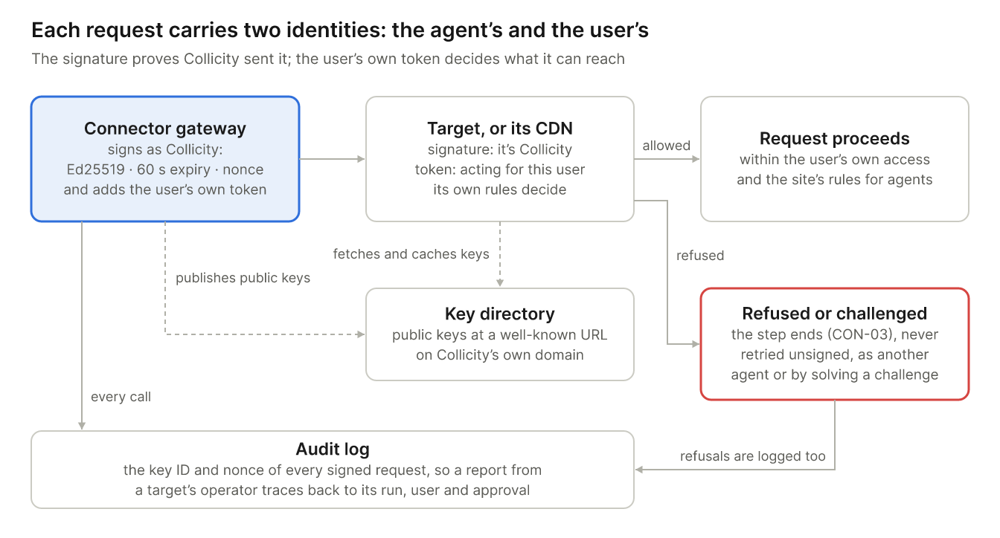 Each request carries two identities: the agent’s and the user’s
The signature proves Collicity sent it; the user’s own token decides what it can reach
Connector gateway
signs as Collicity:
Ed25519 · 60 s expiry · nonce
and adds the user’s own token
Target, or its CDN
signature: it’s Collicity
token: acting for this user
its own rules decide
allowed
Request proceeds
within the user’s own access
and the site’s rules for agents
fetches and caches keys
refused
publishes public keys
Key directory
public keys at a well-known URL
on Collicity’s own domain
Refused or challenged
the step ends (CON-03), never
retried unsigned, as another
agent or by solving a challenge
every call
Audit log
the key ID and nonce of every signed request, so a report from
a target’s operator traces back to its run, user and approval
refusals are logged too